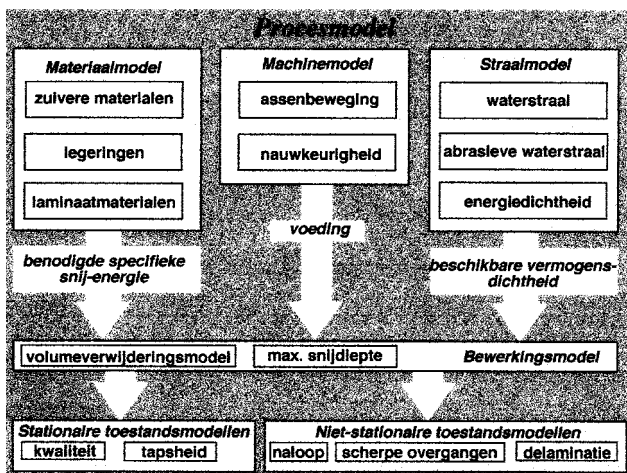 Procesmodel
Materiaalmodel
zuivere materialen
legeringen
laminaatmaterialen
Machinemodel
assenbeweging
nauwkeurigheid
Straalmodel
waterstraal
abrasieve waterstraal
energiedichtheid
benodigde specifieke
snij-energie
voeding
beschikbare vermogens-
dichtheid
volumeverwijderingsmodel
max. snijdiepte
Bewerkingsmodel
Stationaire toestandsmodellen
kwaliteit
tapsheid
Niet-stationaire toestandsmodellen
naloop
scherpe overgangen
delaminatie